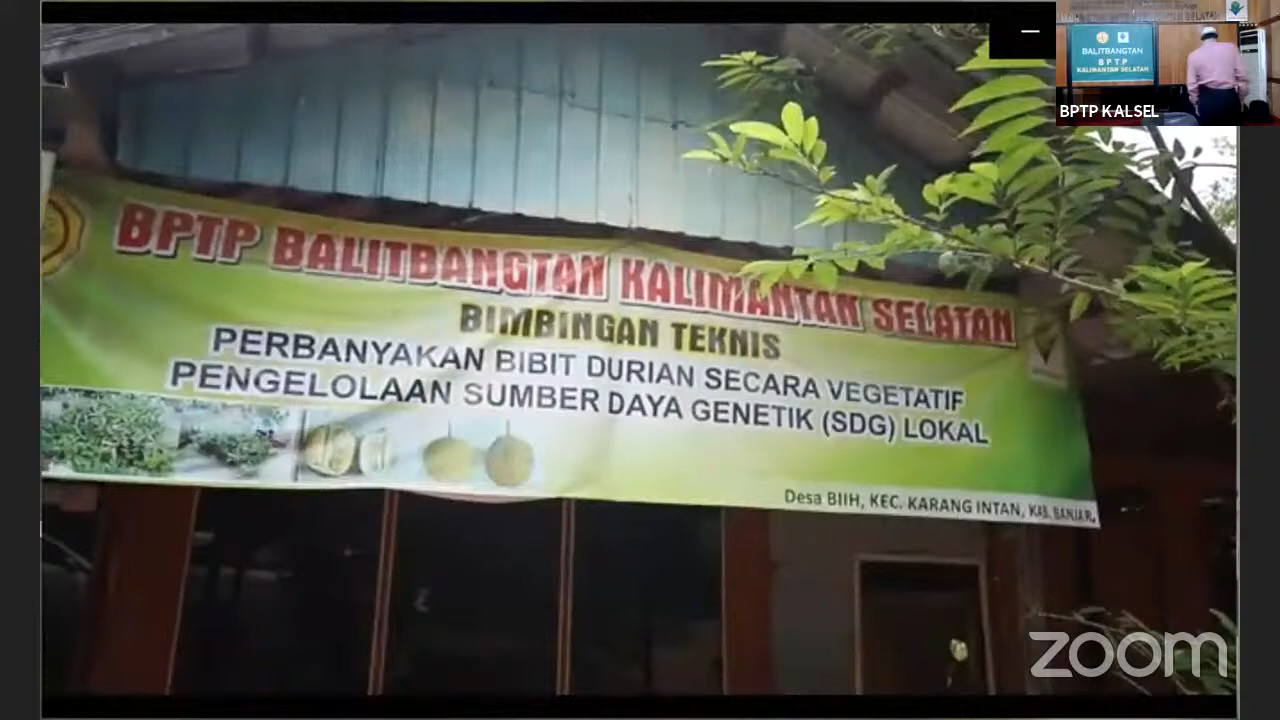 BPTP BALITBANGTAN KALIMANTAN SELATAN
BIMBINGAN TEKNIS
PERBANYAKAN BIBIT DURIAN SECARA VEGETATIF
PENGELOLAAN SUMBER DAYA GENETIK (SDG) LOKAL
Desa BIIH, KEC. KARANG INTAN, KAB. BANJAR.
BALITBANGTAN
BPTP
KALIMANTAN SELATAN
BPTP KALSEL
zoom